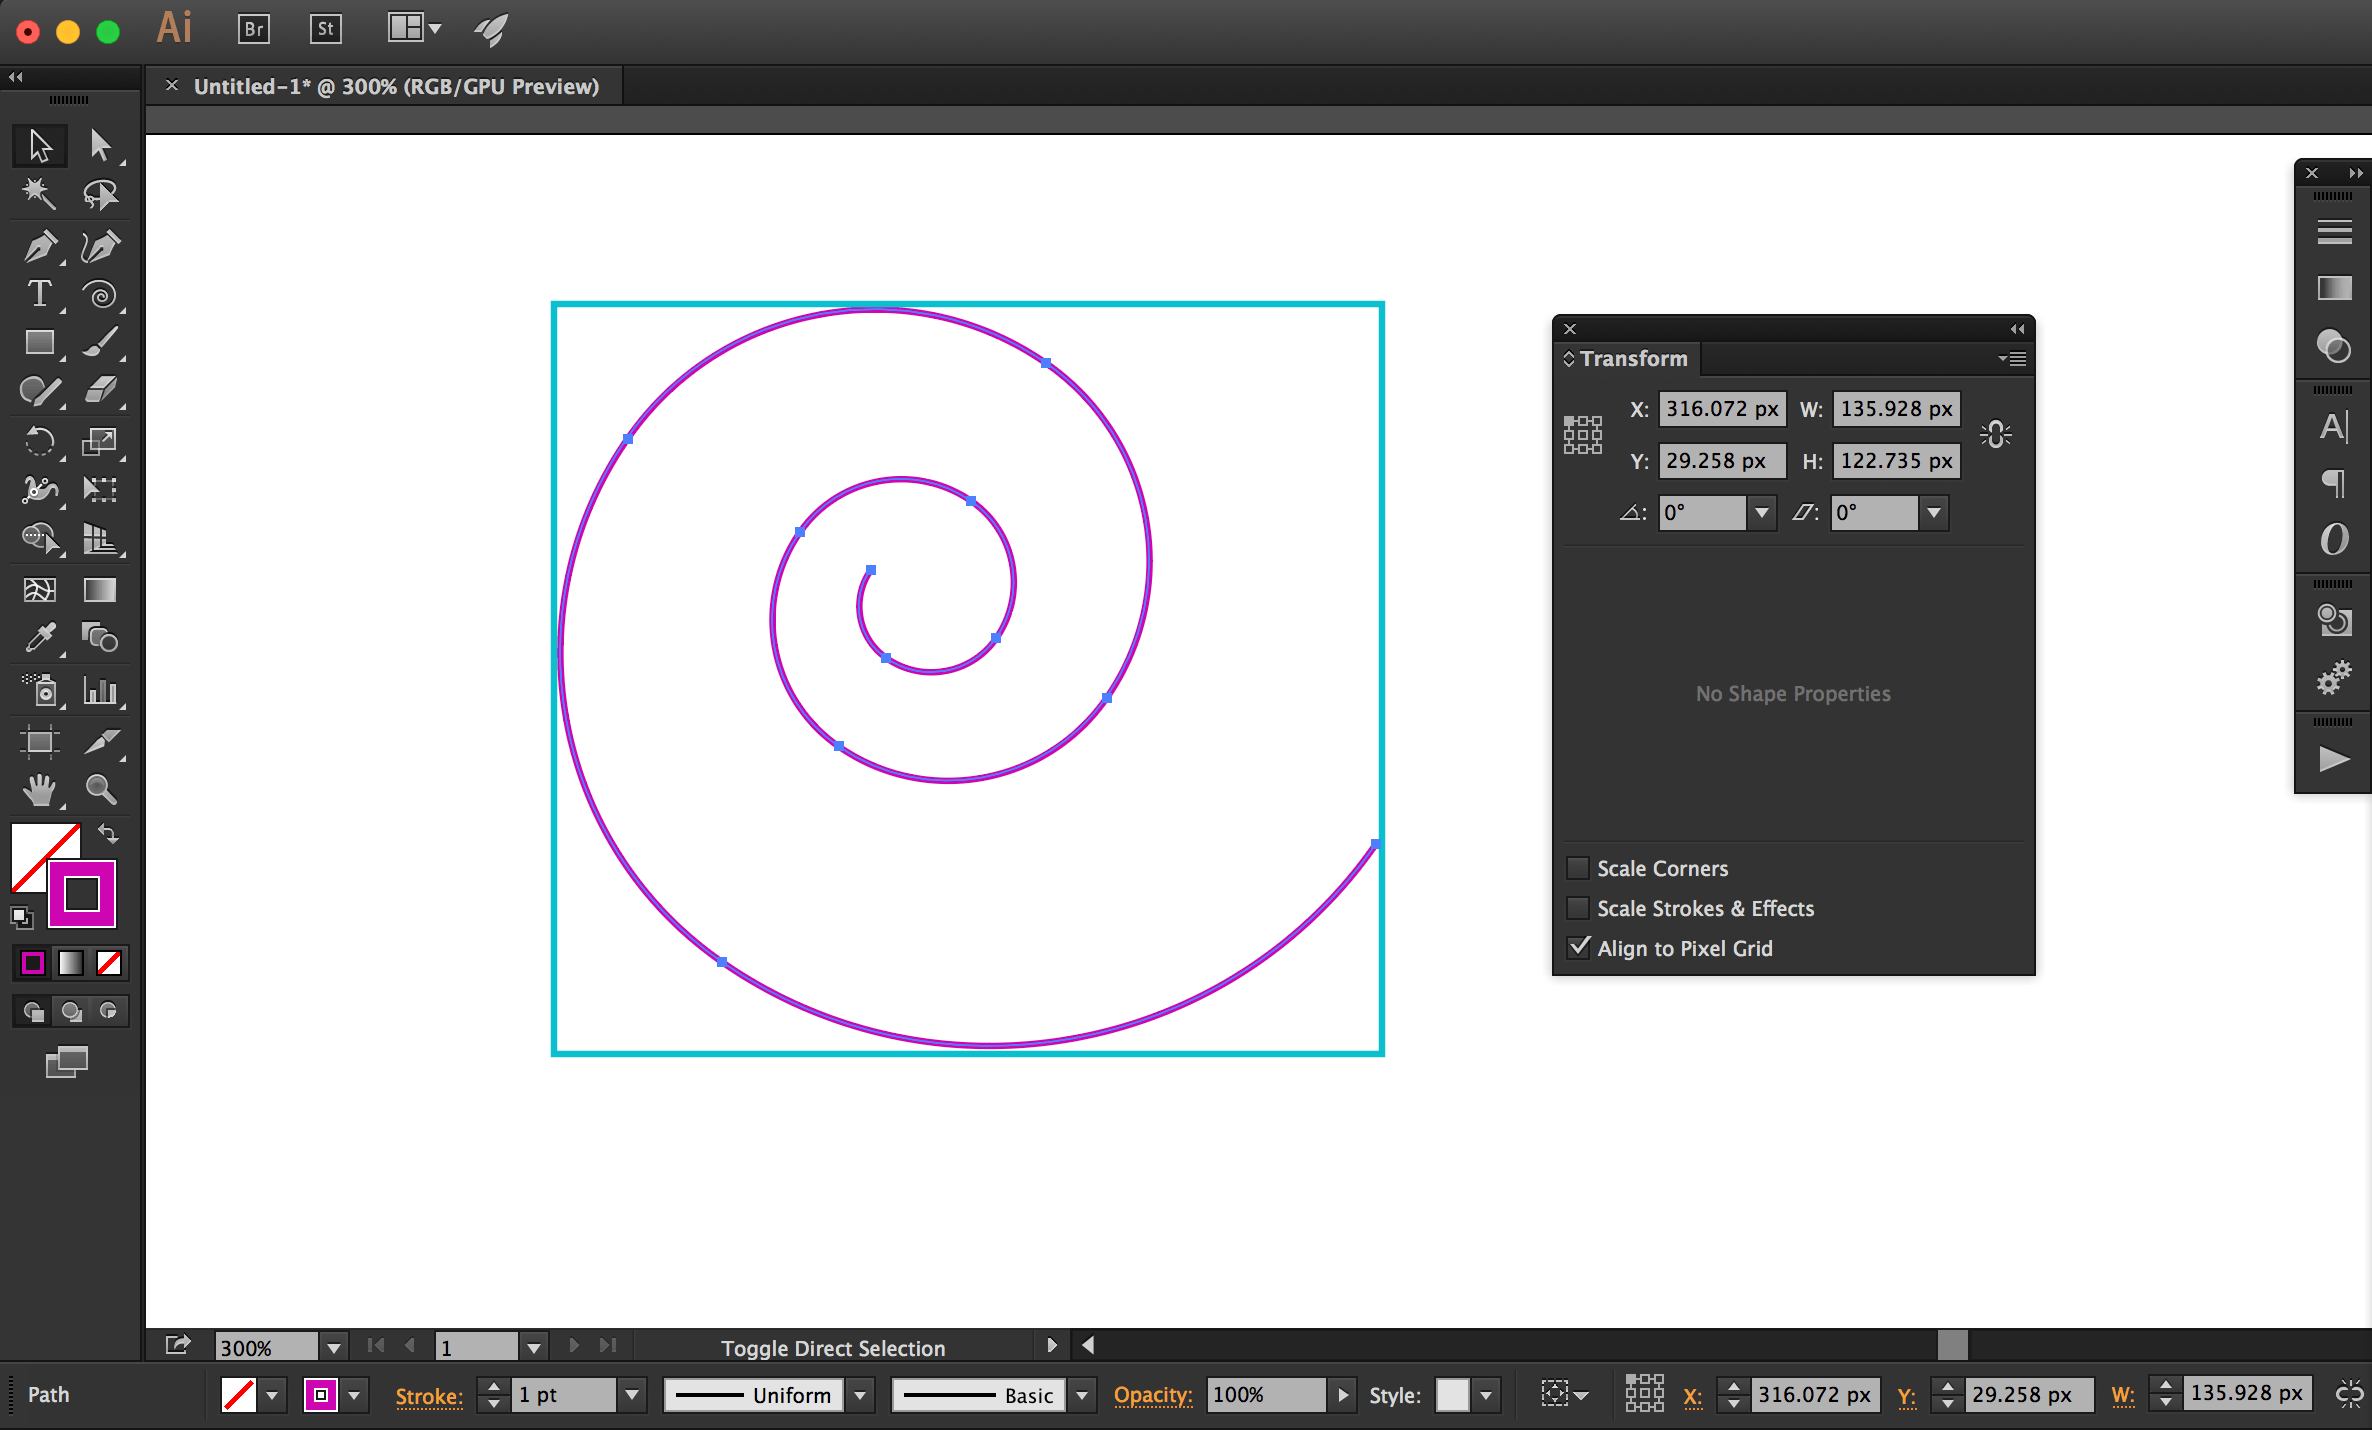 Ai Br St
Untitled-1* @ 300% (RGB/GPU Preview)
T
Transform
X: 316.072 px W: 135.928 px
Y: 29.258 px H: 122.735 px
: 0° : 0°
No Shape Properties
Scale Corners
Scale Strokes & Effects
Align to Pixel Grid
A
¶
O
300% 1 Toggle Direct Selection
Path Stroke: 1 pt Uniform Basic Opacity: 100% Style: X: 316.072 px Y: 29.258 px W: 135.928 px